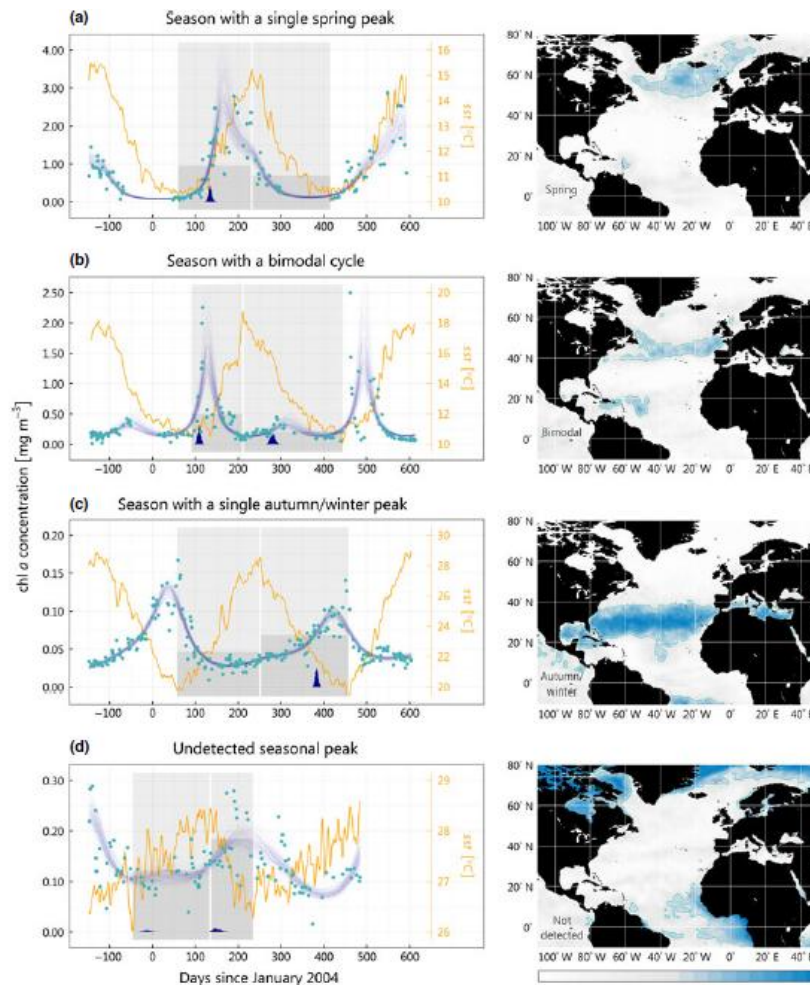 (a) Season with a single spring peak
4.00
3.00
2.00
1.00
0.00
16
15
14
13
12
11
10
sst [°C]
−100 0 100 200 300 400 500 600
80° N
60° N
40° N
20° N
0°
Spring
100° W 80° W 60° W 40° W 20° W 0° 20° E 40° E
(b) Season with a bimodal cycle
2.50
2.00
1.50
1.00
0.50
0.00
20
18
16
14
12
11
10
sst [°C]
−100 0 100 200 300 400 500 600
80° N
60° N
40° N
20° N
0°
Bimodal
100° W 80° W 60° W 40° W 20° W 0° 20° E 40° E
chl a concentration [mg m−3]
(c) Season with a single autumn/winter peak
0.20
0.15
0.10
0.05
0.00
30
29
28
26
25
24
22
21
20
sst [°C]
−100 0 100 200 300 400 500 600
80° N
60° N
40° N
20° N
0°
Autumn/
winter
100° W 80° W 60° W 40° W 20° W 0° 20° E 40° E
(d) Undetected seasonal peak
0.30
0.20
0.10
0.00
29
28
27
26
sst [°C]
−100 0 100 200 300 400 500 600
Days since January 2004
80° N
60° N
40° N
20° N
0°
Not
detected
100° W 80° W 60° W 40° W 20° W 0° 20° E 40° E